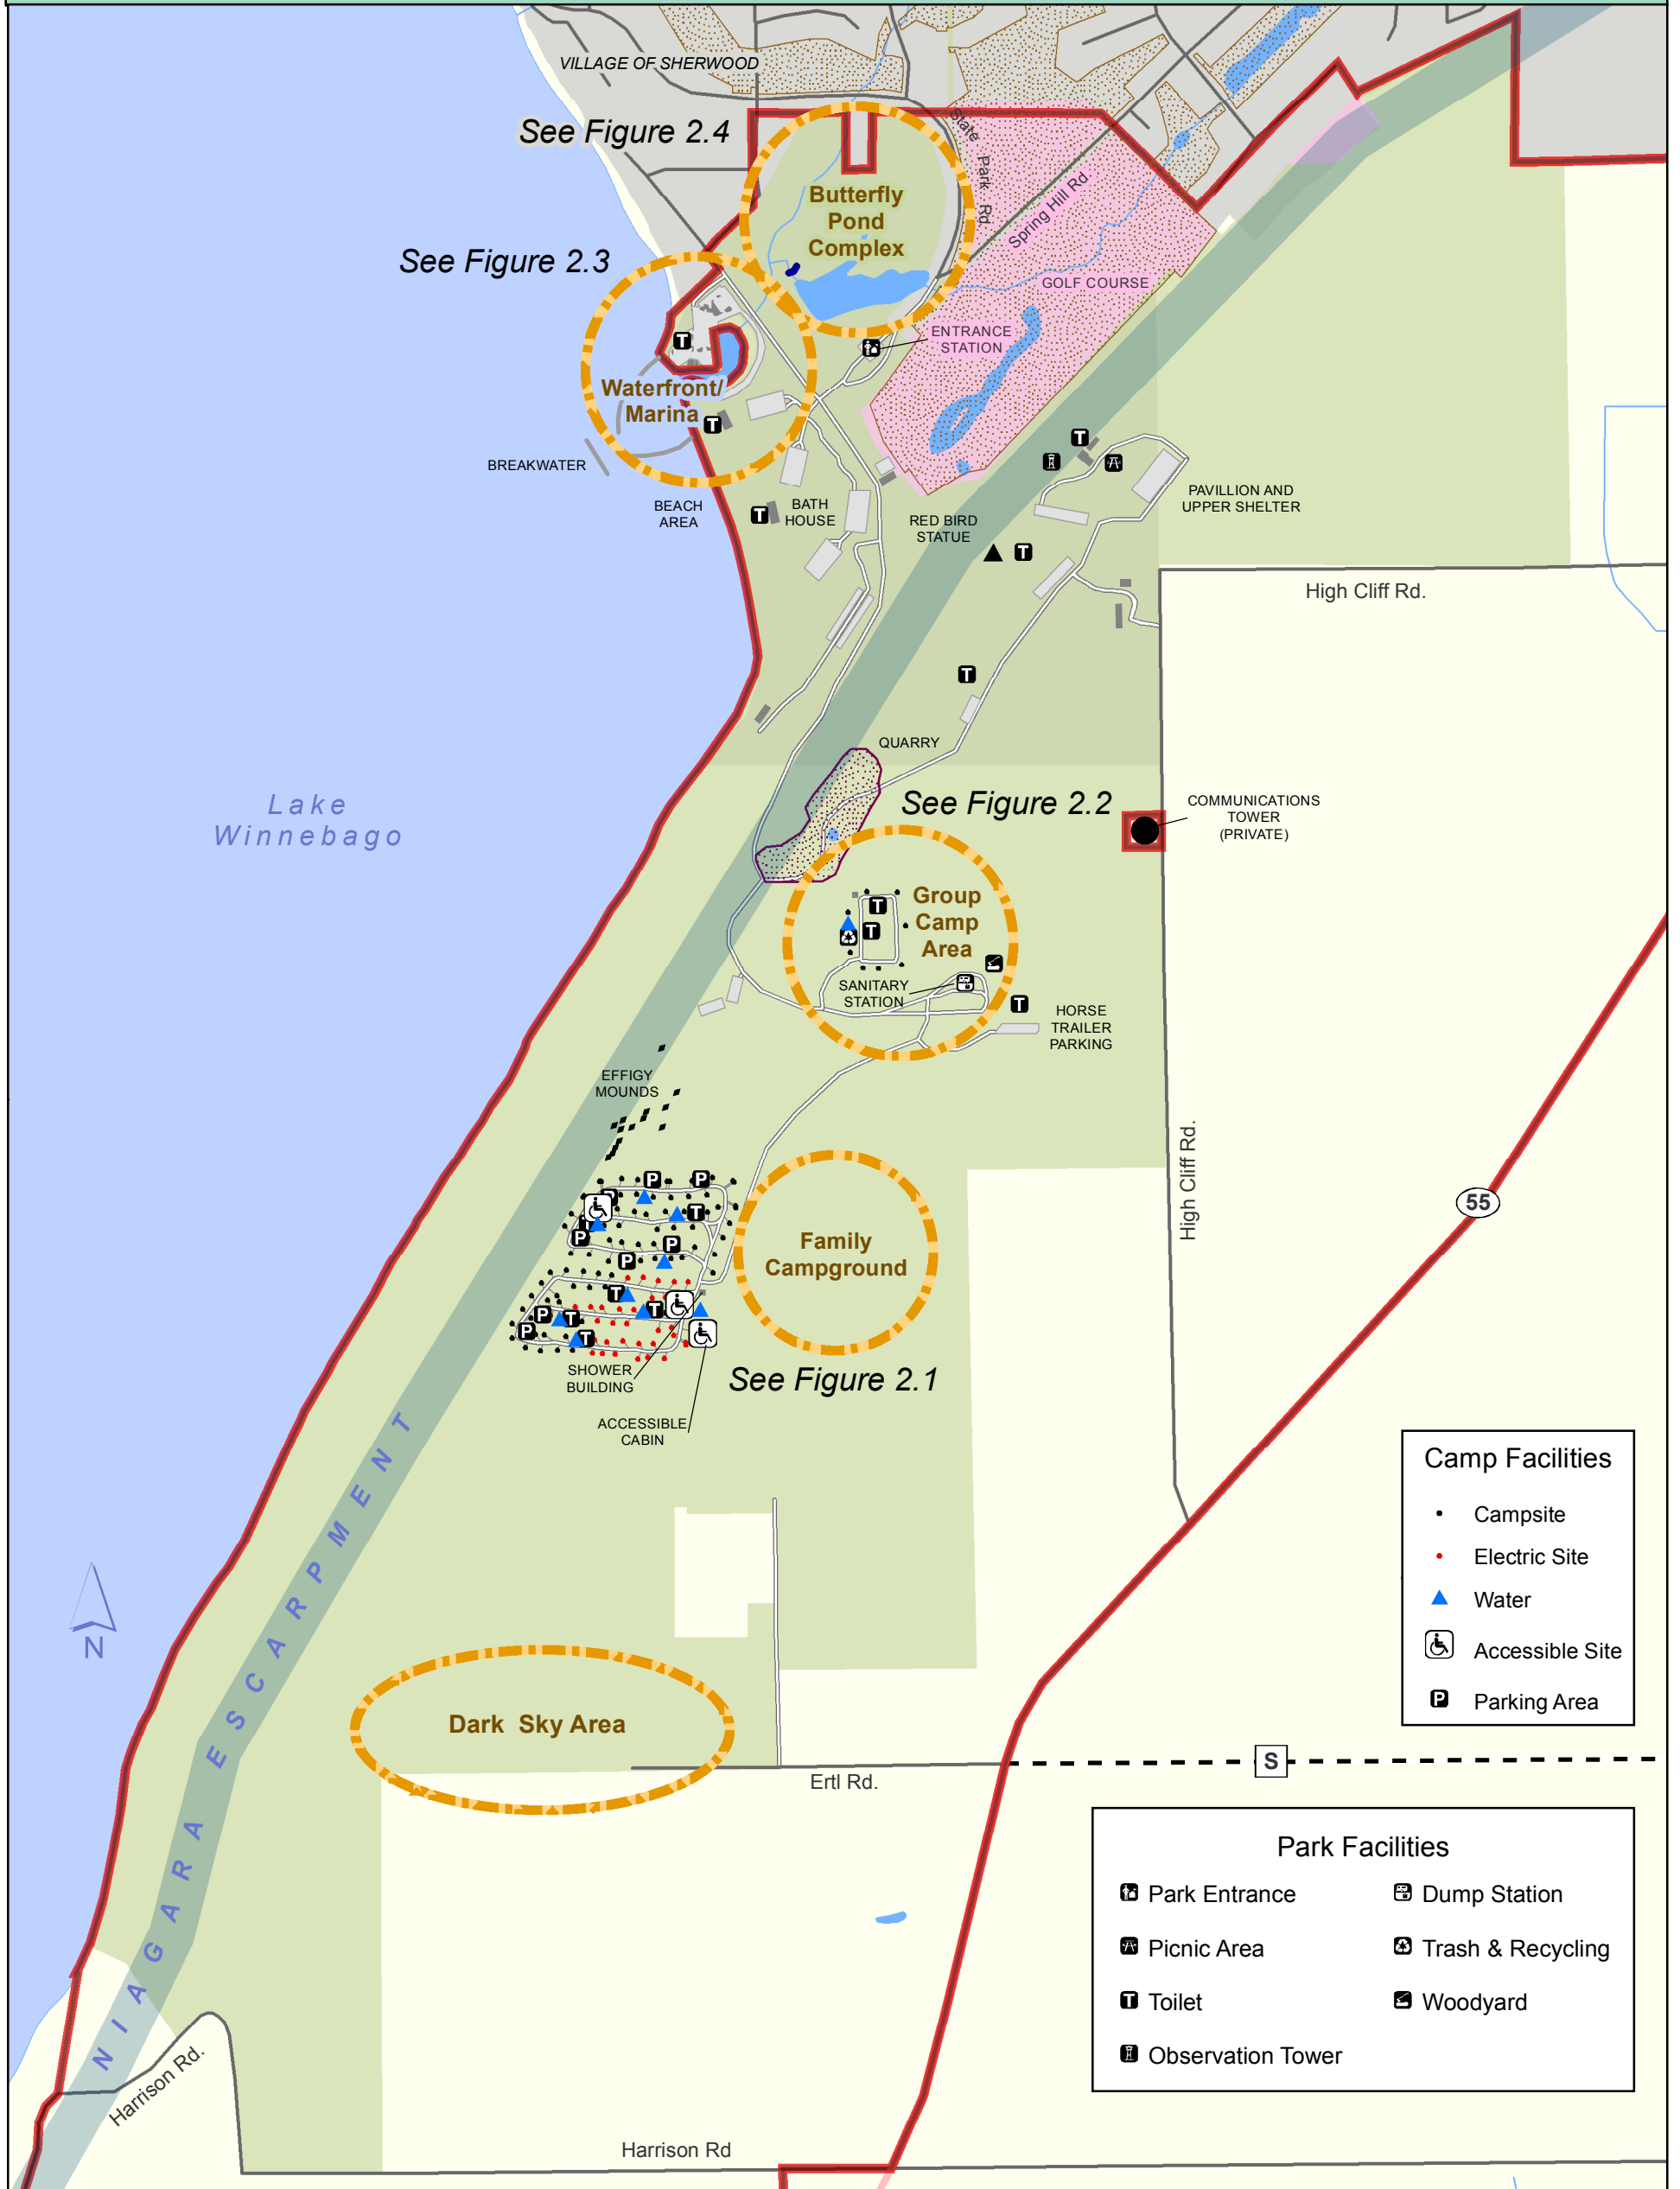 VILLAGE OF SHERWOOD
See Figure 2.4
State Park Rd.
Spring Hill Rd
Butterfly
Pond
Complex
See Figure 2.3
GOLF COURSE
ENTRANCE
STATION
T
Waterfront/
Marina
T
BREAKWATER
T
PAVILLION AND
UPPER SHELTER
BEACH
AREA
T
BATH
HOUSE
RED BIRD
STATUE
T
High Cliff Rd.
T
QUARRY
Lake
Winnebago
See Figure 2.2
COMMUNICATIONS
TOWER
(PRIVATE)
Group
Camp
Area
T
T
SANITARY
STATION
T
HORSE
TRAILER
PARKING
EFFIGY
MOUNDS
High Cliff Rd.
P
P
T
P
P
P
55
Family
Campground
T
T
P
T
P
T
SHOWER
BUILDING
See Figure 2.1
ACCESSIBLE
CABIN
NIAGARA ESCARPMENT
N
Camp Facilities
Campsite
Electric Site
Water
Accessible Site
P Parking Area
Dark Sky Area
S
Ertl Rd.
Park Facilities
Park Entrance
Picnic Area
T Toilet
Observation Tower
Dump Station
Trash & Recycling
Woodyard
Harrison Rd.
Harrison Rd